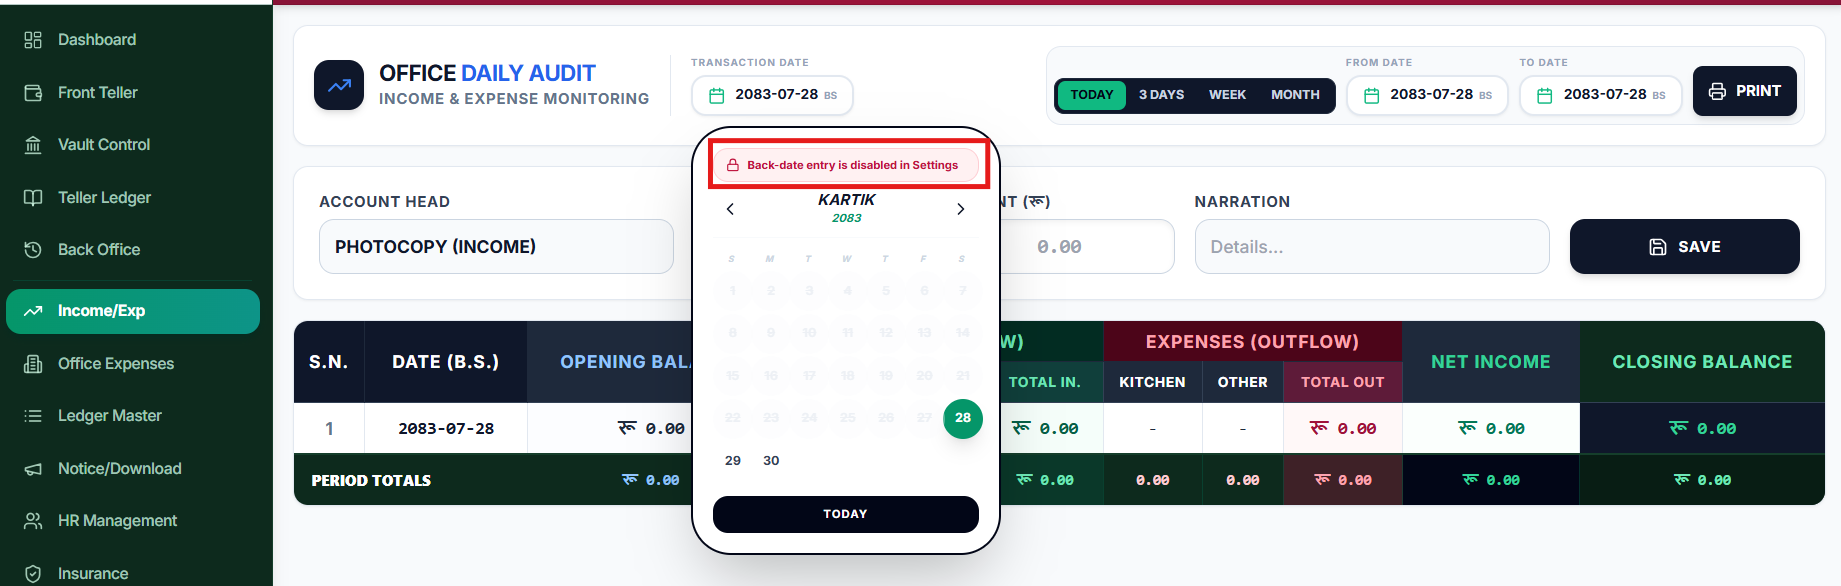 Dashboard
Front Teller
Vault Control
Teller Ledger
Back Office
Income/Exp
Office Expenses
Ledger Master
Notice/Download
HR Management
Insurance
OFFICE DAILY AUDIT
INCOME & EXPENSE MONITORING
TRANSACTION DATE
2083-07-28 BS
TODAY 3 DAYS WEEK MONTH
FROM DATE
2083-07-28 BS
TO DATE
2083-07-28 BS
PRINT
Back-date entry is disabled in Settings
KARTIK
2083
S M T W T F S
1 2 3 4 5 6 7
8 9 10 11 12 13 14
15 16 17 18 19 20 21
22 23 24 25 26 27 28
29 30
TODAY
ACCOUNT HEAD
PHOTOCOPY (INCOME)
NT (रू)
0.00
NARRATION
Details...
SAVE
S.N. DATE (B.S.) OPENING BAL W) EXPENSES (OUTFLOW) NET INCOME CLOSING BALANCE
TOTAL IN. KITCHEN OTHER TOTAL OUT
1 2083-07-28 रू 0.00 रू 0.00 - - रू 0.00 रू 0.00 रू 0.00
PERIOD TOTALS रू 0.00 रू 0.00 0.00 0.00 रू 0.00 रू 0.00 रू 0.00